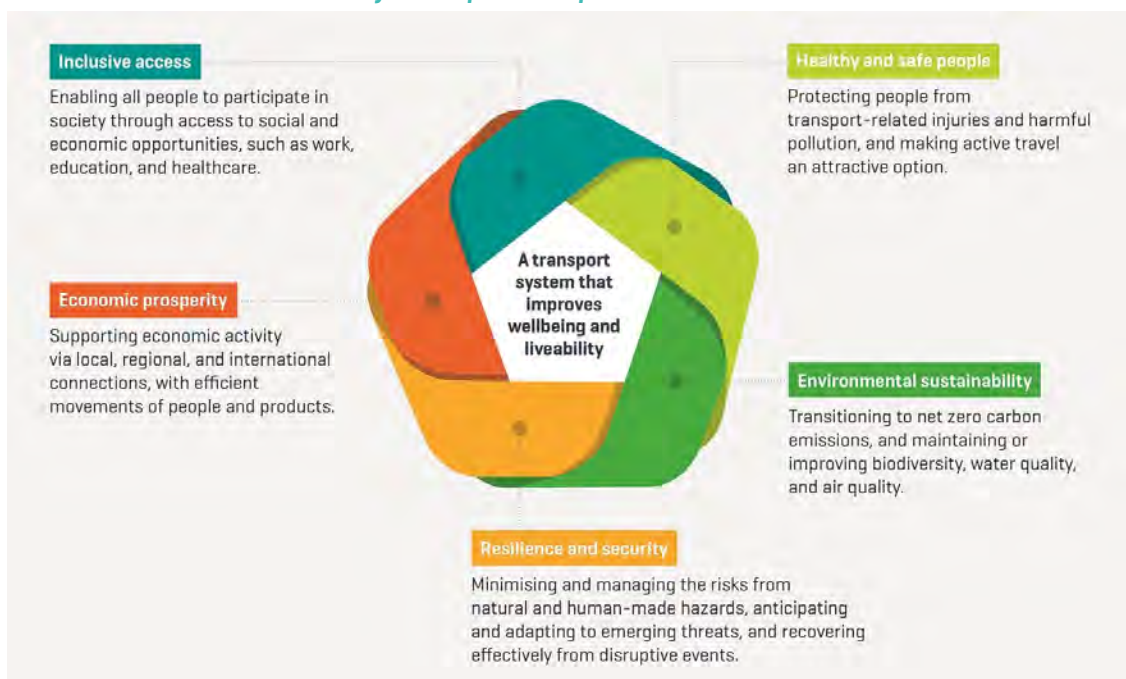 Inclusive access
Enabling all people to participate in
society through access to social and
economic opportunities, such as work,
education, and healthcare.
Healthy and safe people
Protecting people from
transport-related injuries and harmful
pollution, and making active travel
an attractive option.
A transport
system that
improves
wellbeing and
liveability
Economic prosperity
Supporting economic activity
via local, regional, and international
connections, with efficient
movements of people and products.
Environmental sustainability
Transitioning to net zero carbon
emissions, and maintaining or
improving biodiversity, water quality,
and air quality.
Resilience and security
Minimising and managing the risks from
natural and human-made hazards, anticipating
and adapting to emerging threats, and recovering
effectively from disruptive events.